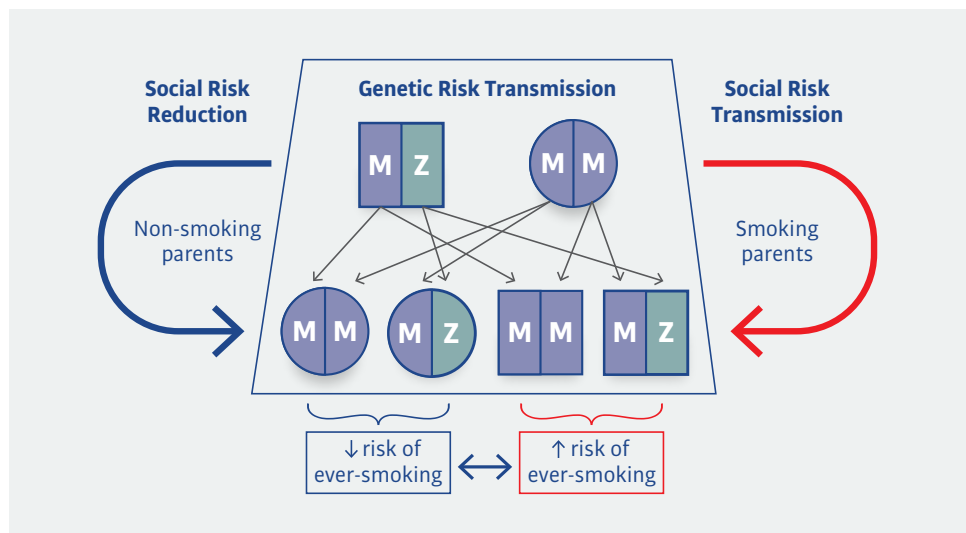 Social Risk
Reduction
Genetic Risk Transmission
Social Risk
Transmission
M Z
M M
Non-smoking
parents
Smoking
parents
M M
M Z
M M
M Z
↓ risk of
ever-smoking
↑ risk of
ever-smoking